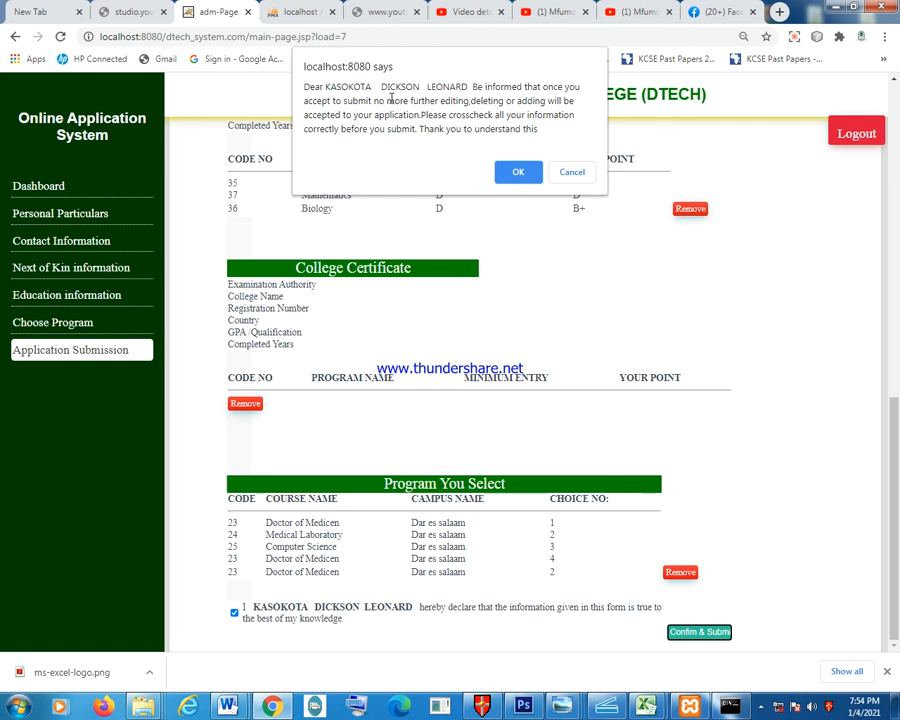 New Tab
studio.you
adm-Page
localhost
www.yout
Video deta
(1) Mfumo
(1) Mfumo
(20+) Face
localhost:8080/dtech_system.com/main-page.jsp?load=7
Apps
HP Connected
Gmail
Sign in - Google Ac...
KCSE Past Papers 2...
KCSE Past Papers -...
localhost:8080 says
Dear KASOKOTA DICKSON LEONARD Be informed that once you
accept to submit no more further editing,deleting or adding will be
accepted to your application.Please crosscheck all your information
correctly before you submit. Thank you to understand this
OK
Cancel
EGE (DTECH)
Logout
Online Application
System
Dashboard
Personal Particulars
Contact Information
Next of Kin information
Education information
Choose Program
Application Submission
Completed Years
CODE NO
POINT
35
37 Mathematics D D
36 Biology D B+
Remove
College Certificate
Examination Authority
College Name
Registration Number
Country
GPA /Qualification
Completed Years
www.thundershare.net
CODE NO PROGRAM NAME MINIMUM ENTRY YOUR POINT
Remove
Program You Select
CODE COURSE NAME CAMPUS NAME CHOICE NO:
23 Doctor of Medicen Dar es salaam 1
24 Medical Laboratory Dar es salaam 2
25 Computer Science Dar es salaam 3
23 Doctor of Medicen Dar es salaam 4
23 Doctor of Medicen Dar es salaam 2
Remove
I KASOKOTA DICKSON LEONARD hereby declare that the information given in this form is true to
the best of my knowledge
Confim & Submi
ms-excel-logo.png
Show all
7:54 PM
1/4/2021